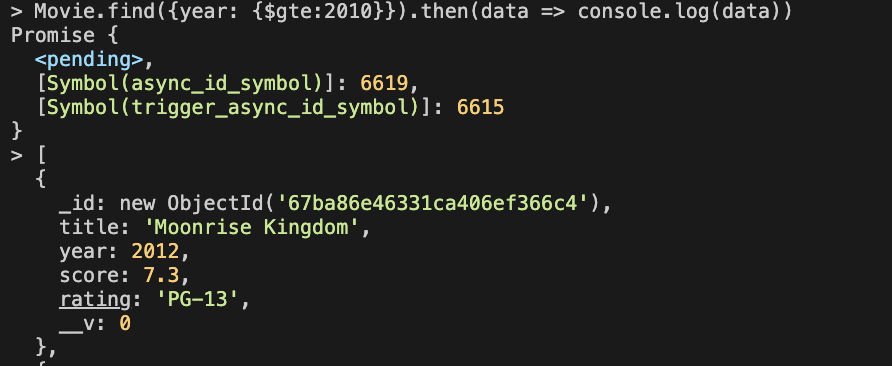 > Movie.find({year: {$gte:2010}}).then(data => console.log(data))
Promise {
  <pending>,
  [Symbol(async_id_symbol)]: 6619,
  [Symbol(trigger_async_id_symbol)]: 6615
}
> [
  {
    _id: new ObjectId('67ba86e46331ca406ef366c4'),
    title: 'Moonrise Kingdom',
    year: 2012,
    score: 7.3,
    rating: 'PG-13',
    __v: 0
  },
  {